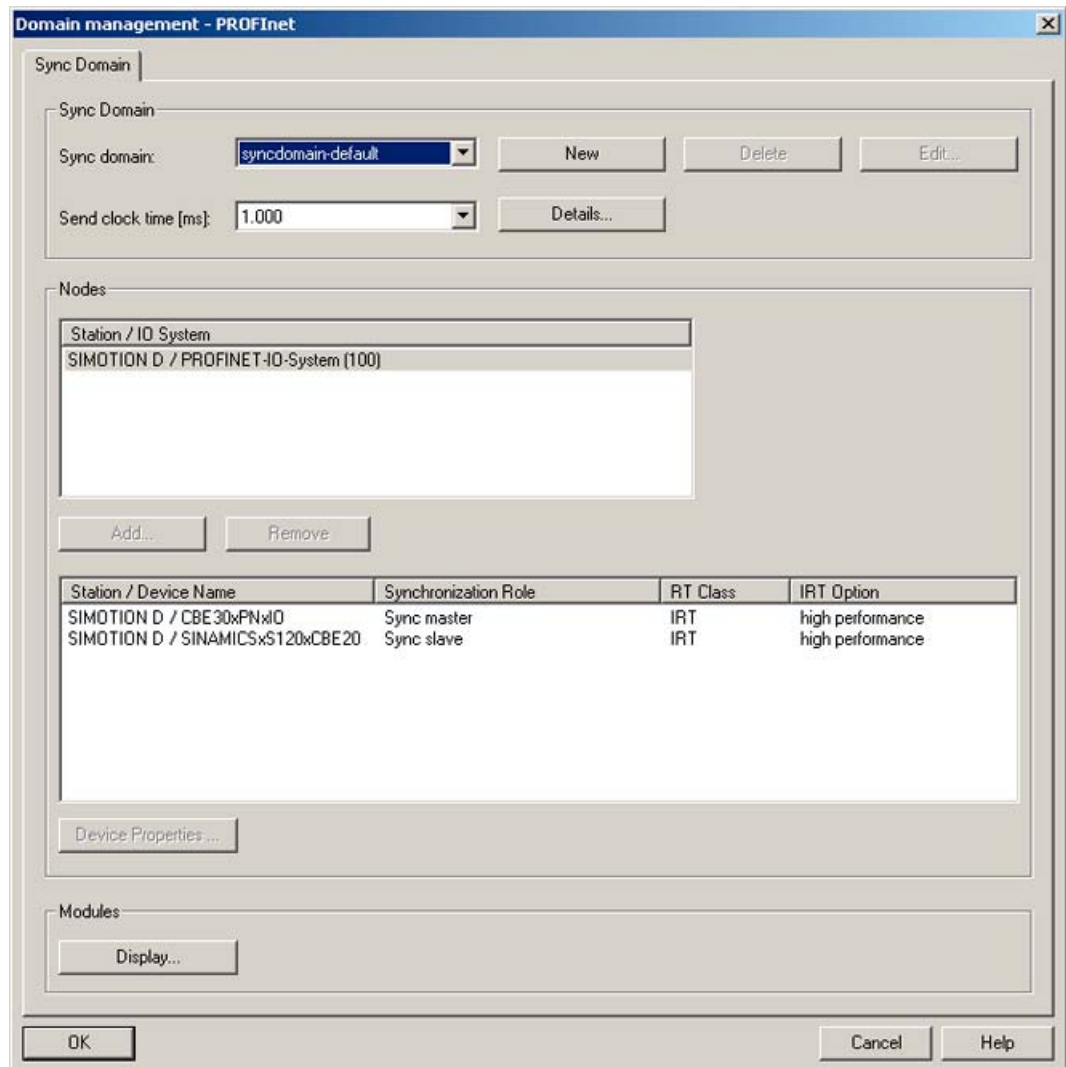 Domain management - PROFInet
Sync Domain
Sync Domain
Sync domain: syncdomain-default New Delete Edit...
Send clock time [ms]: 1.000 Details...
Nodes
Station / IO System
SIMOTION D / PROFINET-IO-System (100)
Add... Remove
Station / Device Name Synchronization Role RT Class IRT Option
SIMOTION D / CBE30xPNxIO Sync master IRT high performance
SIMOTION D / SINAMICSxS120xCBE20 Sync slave IRT high performance
Device Properties ...
Modules
Display...
OK Cancel Help